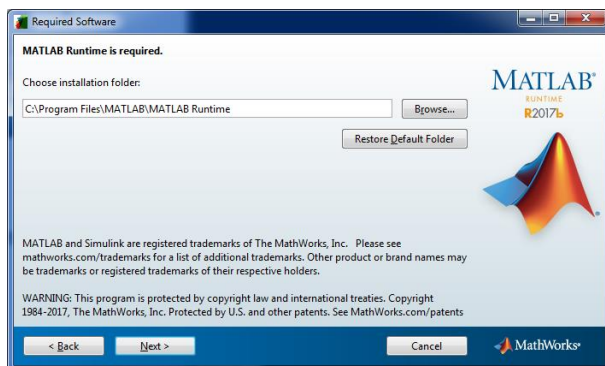 Required Software
MATLAB Runtime is required.
Choose installation folder:
C:\Program Files\MATLAB\MATLAB Runtime
Browse...
Restore Default Folder
MATLAB®
RUNTIME
R2017b
MATLAB and Simulink are registered trademarks of The MathWorks, Inc. Please see
mathworks.com/trademarks for a list of additional trademarks. Other product or brand names may
be trademarks or registered trademarks of their respective holders.
WARNING: This program is protected by copyright law and international treaties. Copyright
1984-2017, The MathWorks, Inc. Protected by U.S. and other patents. See MathWorks.com/patents
< Back
Next >
Cancel
MathWorks®